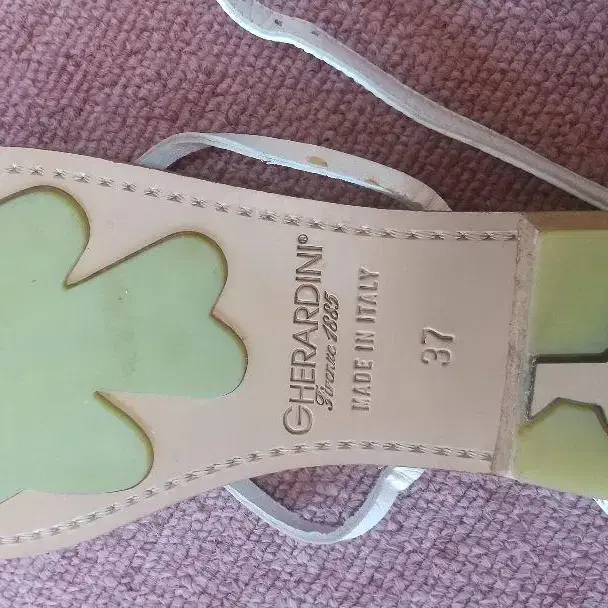 GHERARDINI®
Firenze 1885
MADE IN ITALY
37